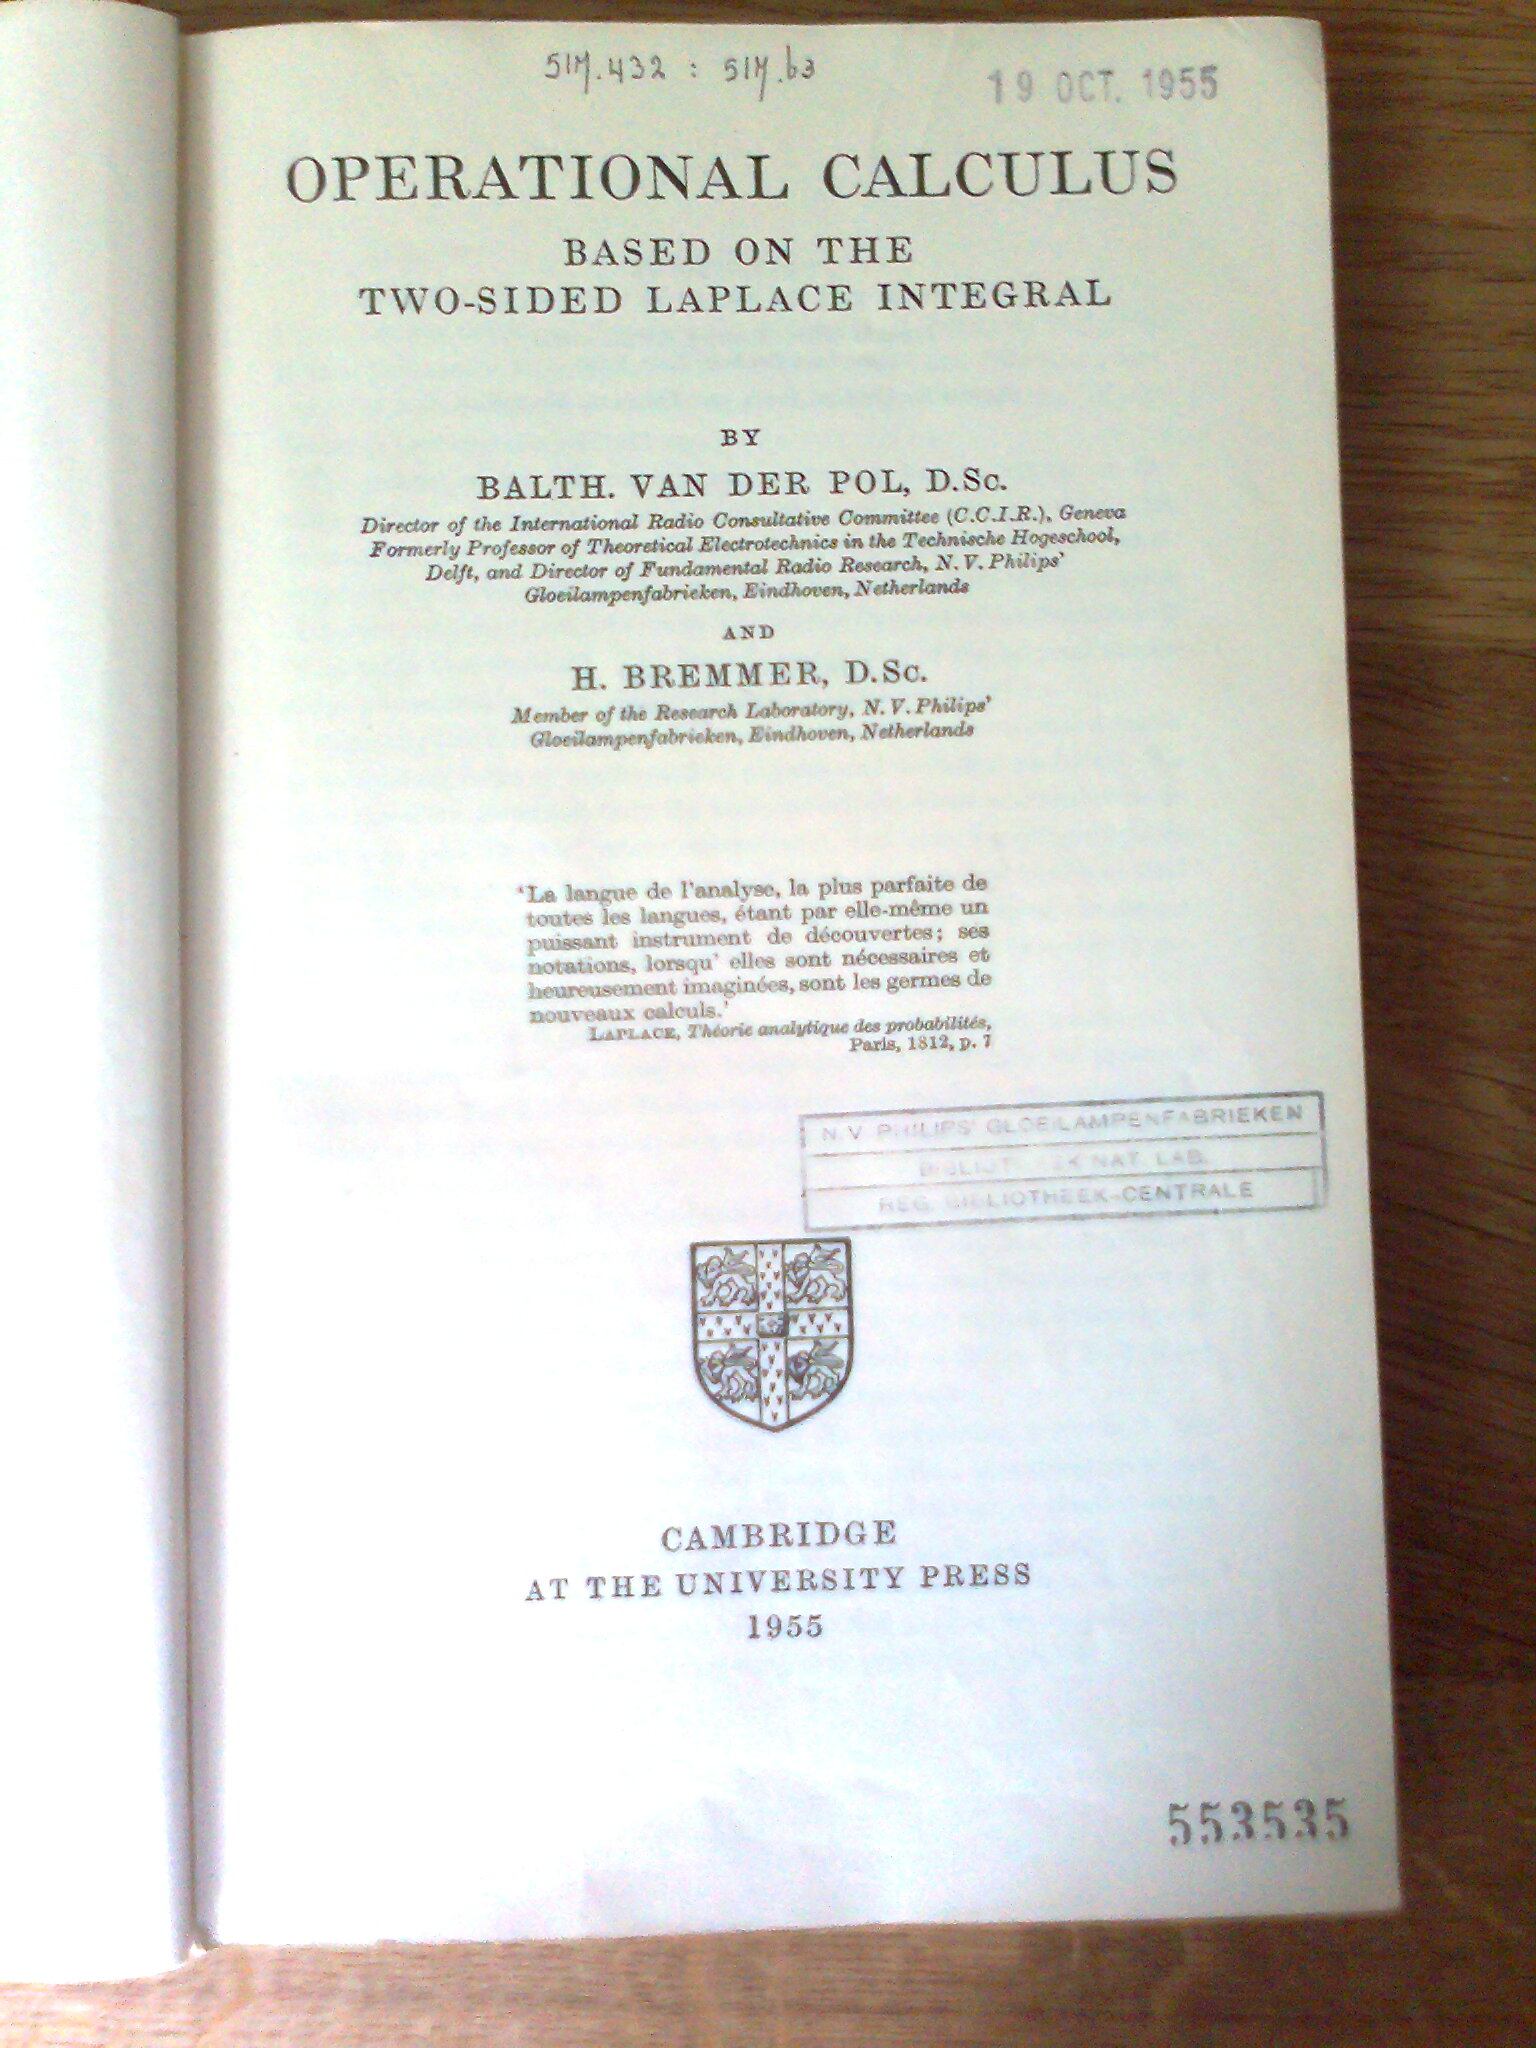 517.432 : 517.63
19 OCT. 1955
OPERATIONAL CALCULUS
BASED ON THE
TWO-SIDED LAPLACE INTEGRAL
BY
BALTH. VAN DER POL, D.Sc.
Director of the International Radio Consultative Committee (C.C.I.R.), Geneva
Formerly Professor of Theoretical Electrotechnics in the Technische Hogeschool,
Delft, and Director of Fundamental Radio Research, N.V. Philips'
Gloeilampenfabrieken, Eindhoven, Netherlands
AND
H. BREMMER, D.Sc.
Member of the Research Laboratory, N.V. Philips'
Gloeilampenfabrieken, Eindhoven, Netherlands
'La langue de l'analyse, la plus parfaite de
toutes les langues, étant par elle-même un
puissant instrument de découvertes; ses
notations, lorsqu' elles sont nécessaires et
heureusement imaginées, sont les germes de
nouveaux calculs.'
LAPLACE, Théorie analytique des probabilités,
Paris, 1812, p. 7
N.V. PHILIPS' GLOEILAMPENFABRIEKEN
NAT. LAB.
REG. BIBLIOTHEEK-CENTRALE
CAMBRIDGE
AT THE UNIVERSITY PRESS
1955
553535